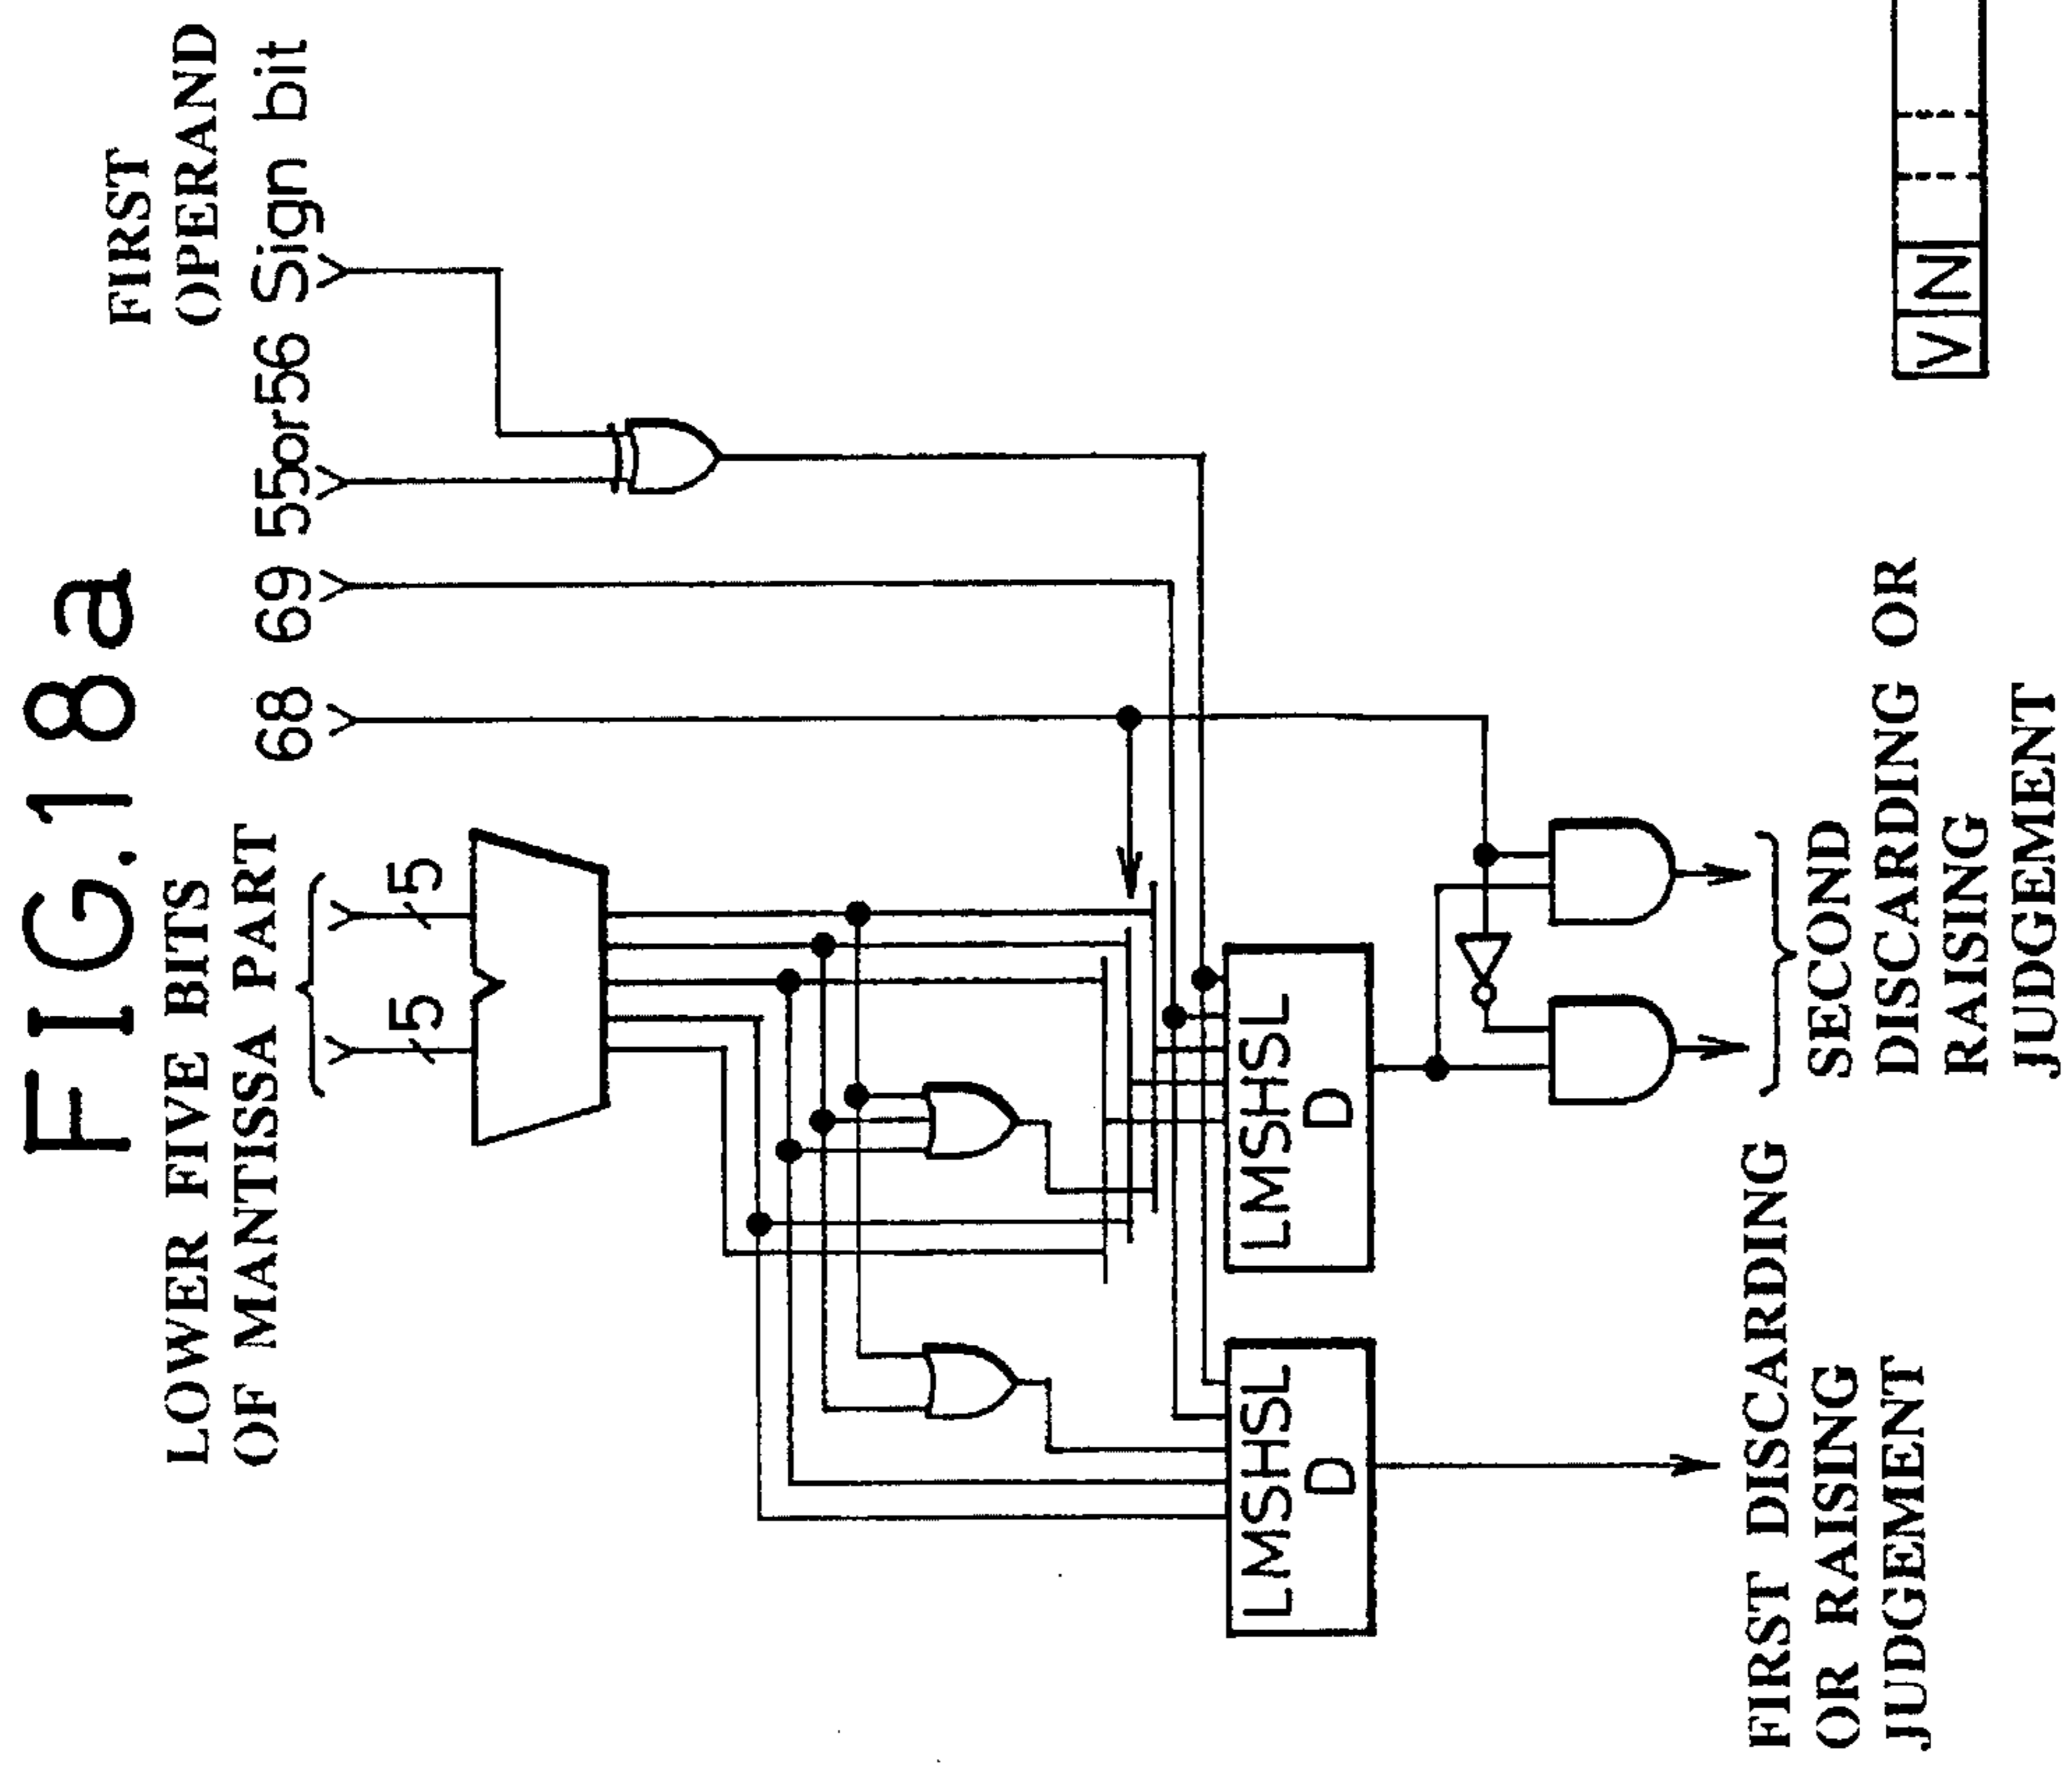 FIG.18a
LOWER FIVE BITS
OF MANTISSA PART
FIRST
OPERAND
68 69 55or56 Sign bit
5 5
LMSHSL
D
LMSHSL
D
FIRST DISCARDING
OR RAISING
JUDGEMENT
SECOND
DISCARDING OR
RAISING
JUDGEMENT
V N